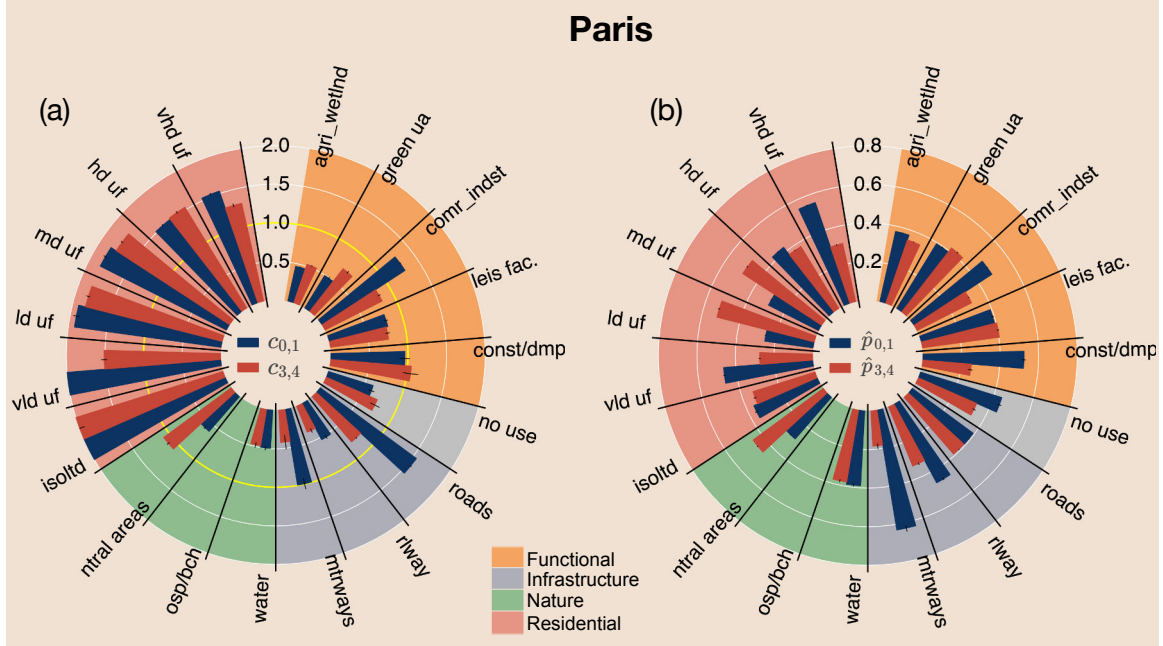 Paris
(a)
agri_wetlnd
green ua
comr_indst
leis fac.
const/dmp
no use
roads
rlway
mtrways
water
osp/bch
ntral areas
isoltd
vld uf
ld uf
md uf
hd uf
vhd uf
2.0
1.5
1.0
0.5
c0,1
c3,4
(b)
agri_wetlnd
green ua
comr_indst
leis fac.
const/dmp
no use
roads
rlway
mtrways
water
osp/bch
ntral areas
isoltd
vld uf
ld uf
md uf
hd uf
vhd uf
0.8
0.6
0.4
0.2
p̂0,1
p̂3,4
Functional
Infrastructure
Nature
Residential